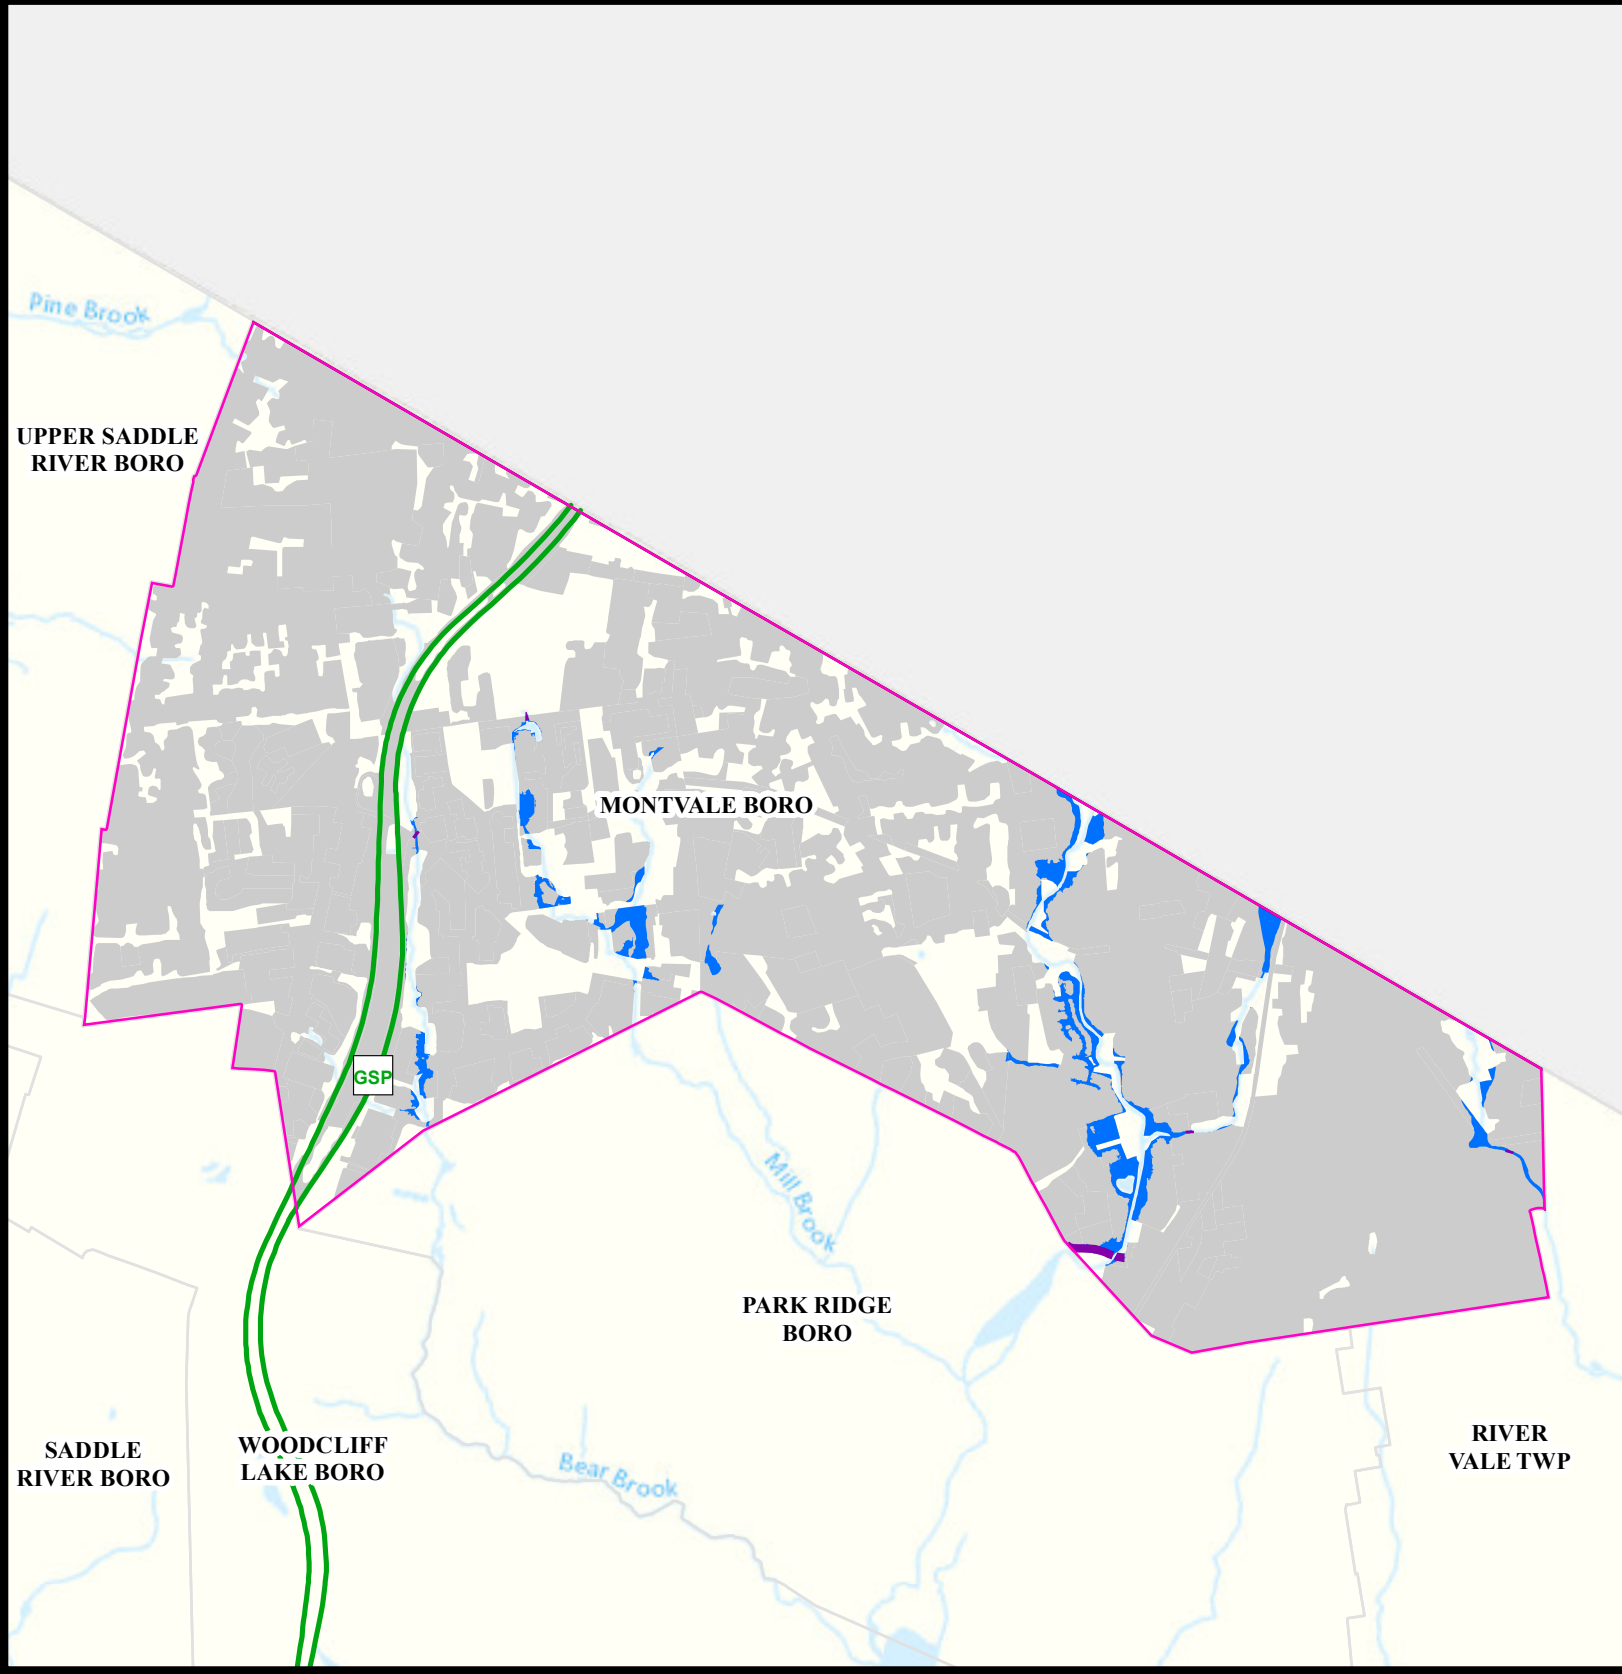 Pine Brook
UPPER SADDLE
RIVER BORO
MONTVALE BORO
GSP
Mill Brook
PARK RIDGE
BORO
SADDLE
RIVER BORO
WOODCLIFF
LAKE BORO
Bear Brook
RIVER
VALE TWP